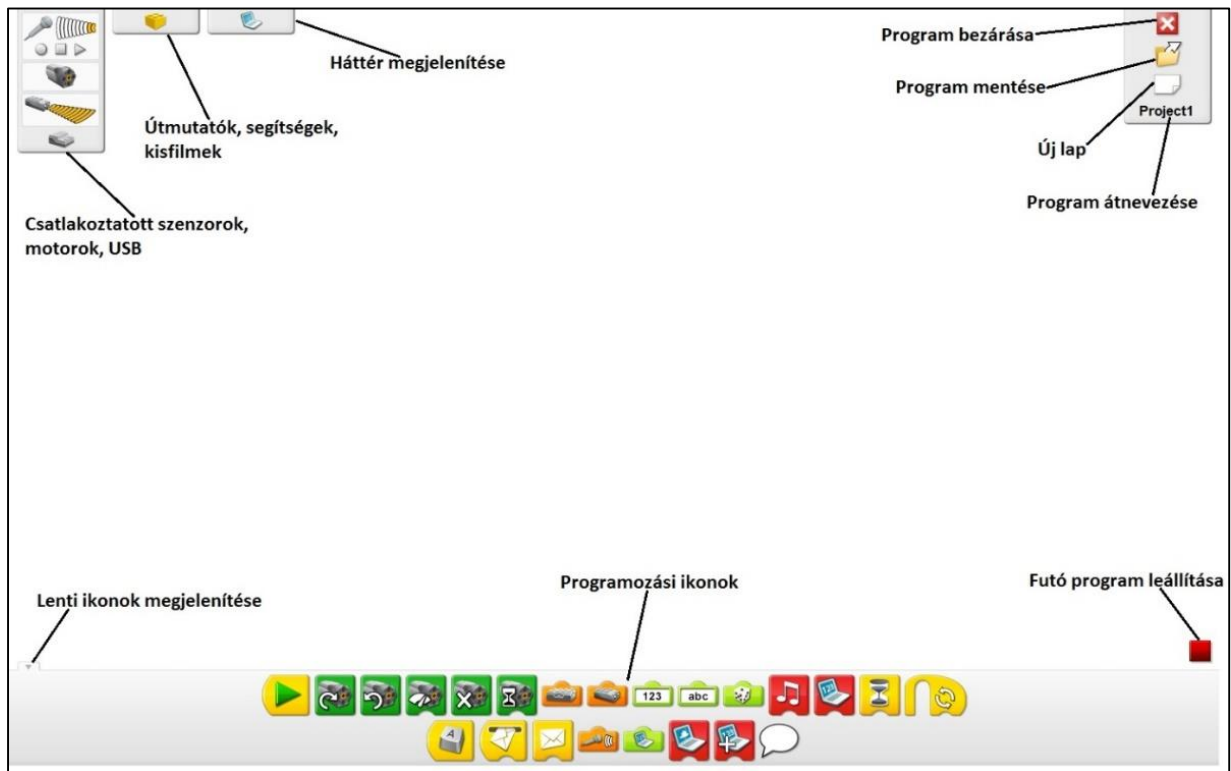 Program bezárása
Háttér megjelenítése
Program mentése
Project1
Útmutatók, segítségek,
kisfilmek
Új lap
Program átnevezése
Csatlakoztatott szenzorok,
motorok, USB
Programozási ikonok
Futó program leállítása
Lenti ikonok megjelenítése
123
abc
A